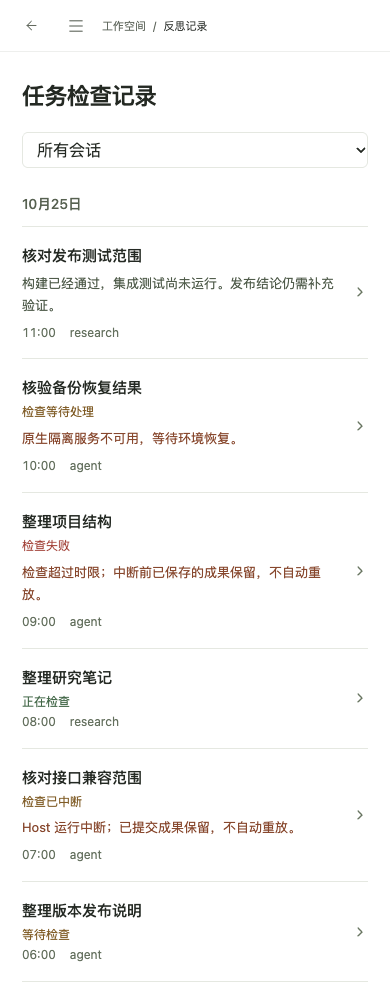 工作空间 / 反思记录
任务检查记录
所有会话
10月25日
核对发布测试范围
构建已经通过，集成测试尚未运行。发布结论仍需补充
验证。
11:00 research
核验备份恢复结果
检查等待处理
原生隔离服务不可用，等待环境恢复。
10:00 agent
整理项目结构
检查失败
检查超过时限；中断前已保存的成果保留，不自动重
放。
09:00 agent
整理研究笔记
正在检查
08:00 research
核对接口兼容范围
检查已中断
Host 运行中断；已提交成果保留，不自动重放。
07:00 agent
整理版本发布说明
等待检查
06:00 agent